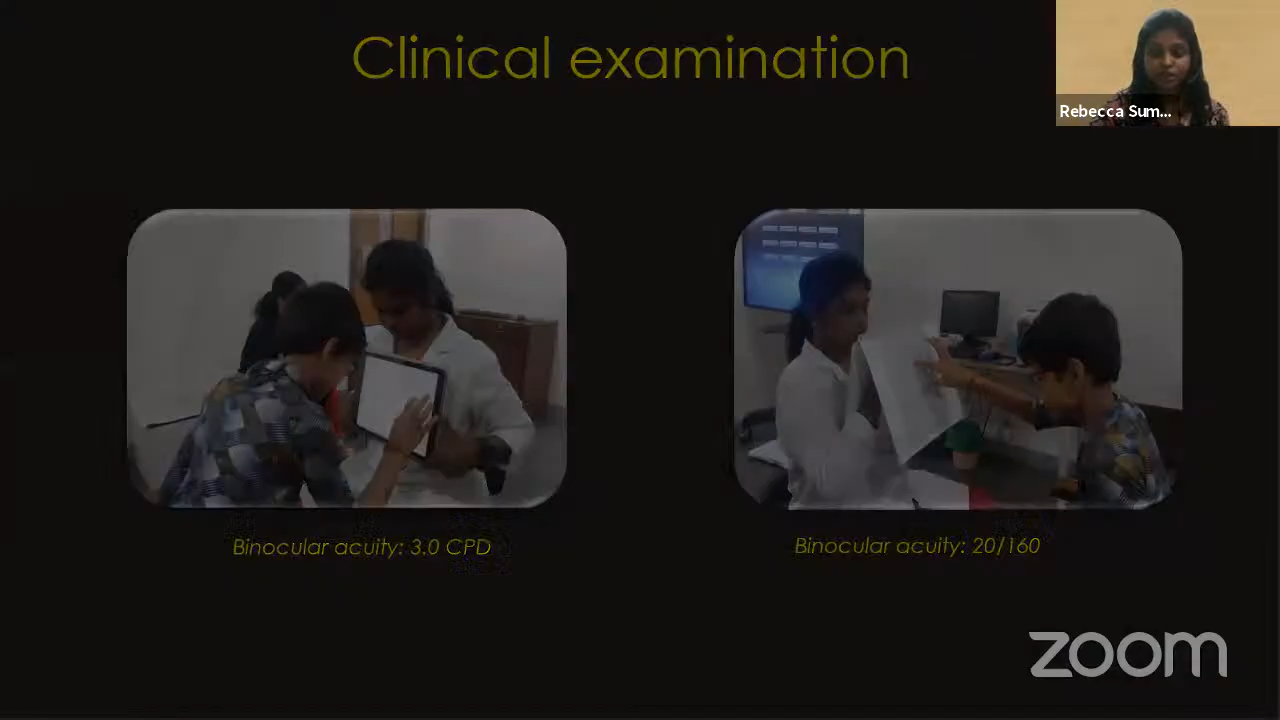 Clinical examination
Rebecca Sum...
Binocular acuity: 3.0 CPD
Binocular acuity: 20/160
zoom